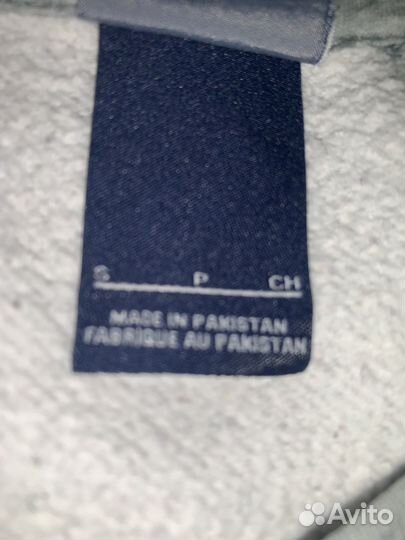 S P CH
MADE IN PAKISTAN
FABRIQUE AU PAKISTAN
Avito